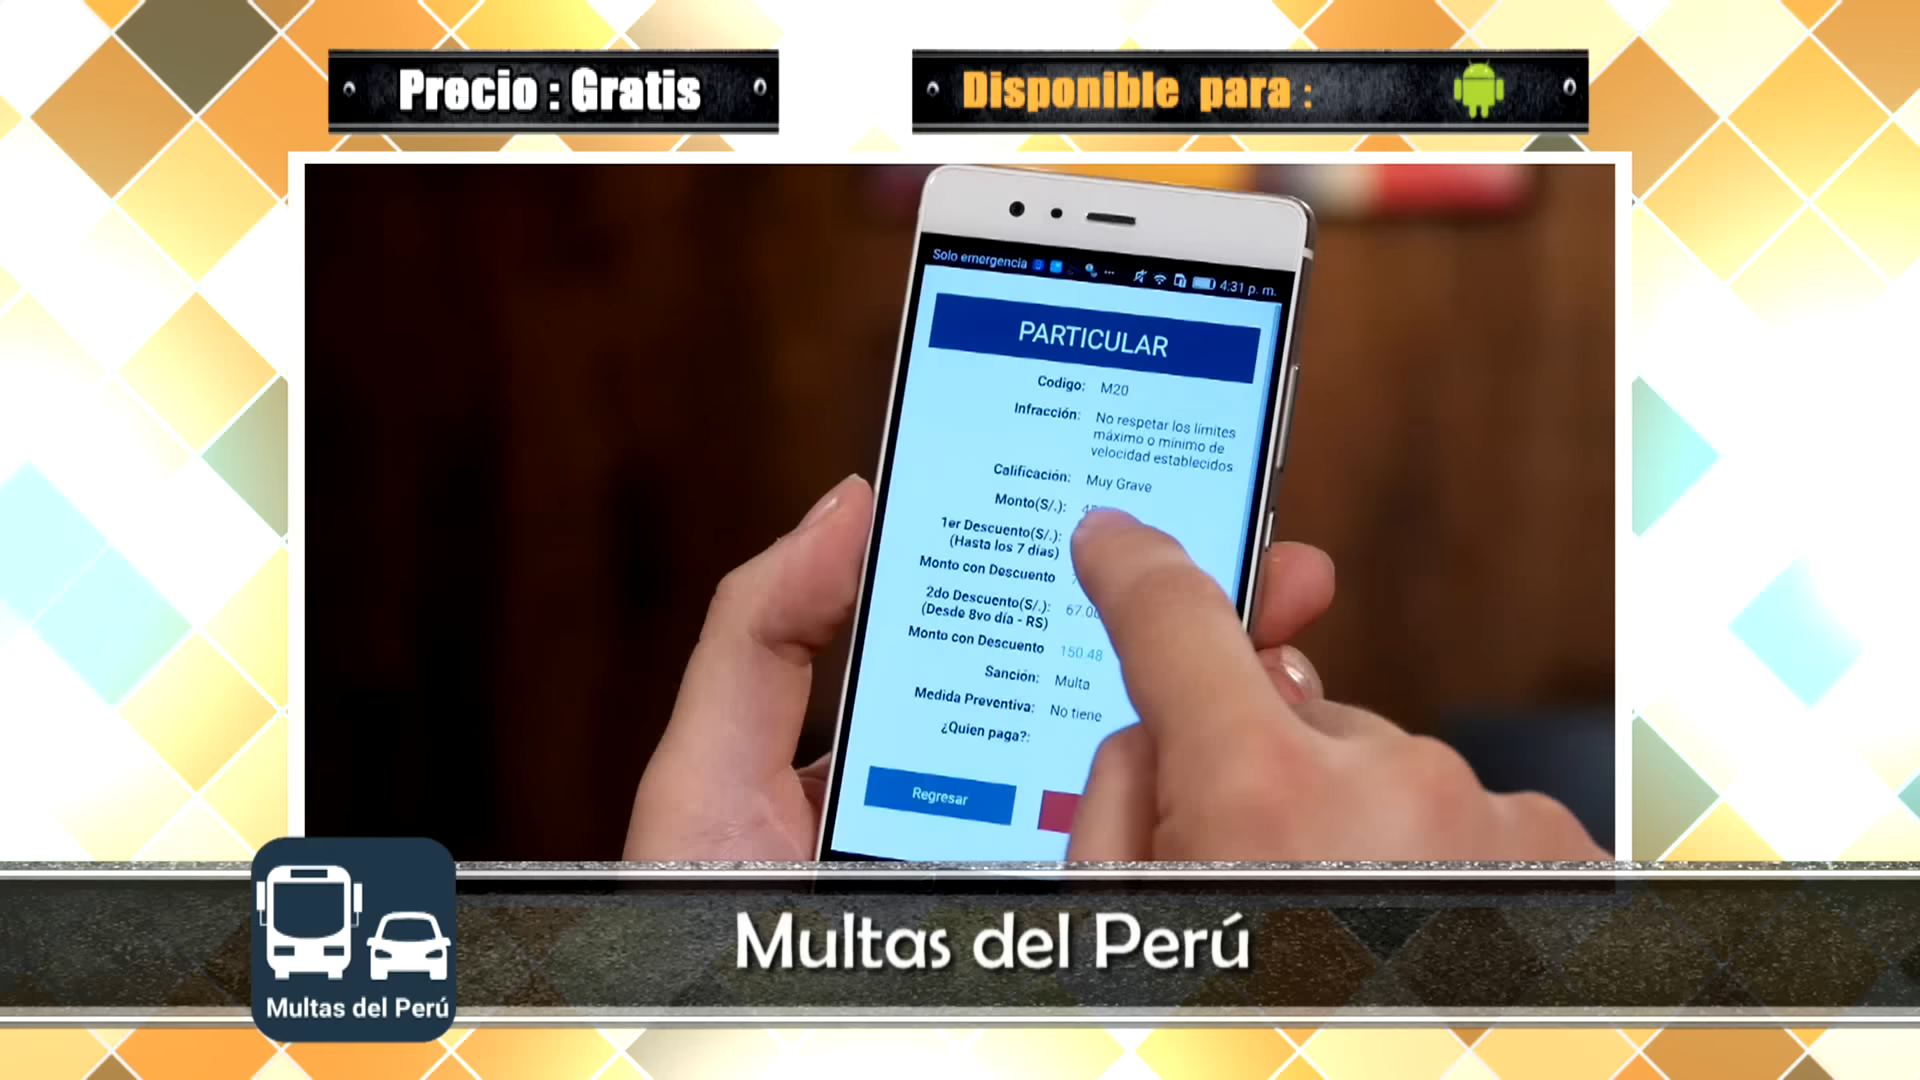 Precio : Gratis
Disponible para :
Solo emergencia
4:31 p. m.
PARTICULAR
Codigo: M20
Infracción: No respetar los límites
máximo o minimo de
velocidad establecidos
Calificación: Muy Grave
Monto(S/.):
1er Descuento(S/.):
(Hasta los 7 días)
Monto con Descuento
2do Descuento(S/.):
(Desde 8vo día - RS)
Monto con Descuento 150.48
Sanción: Multa
Medida Preventiva: No tiene
¿Quien paga?:
Regresar
Multas del Perú
Multas del Perú